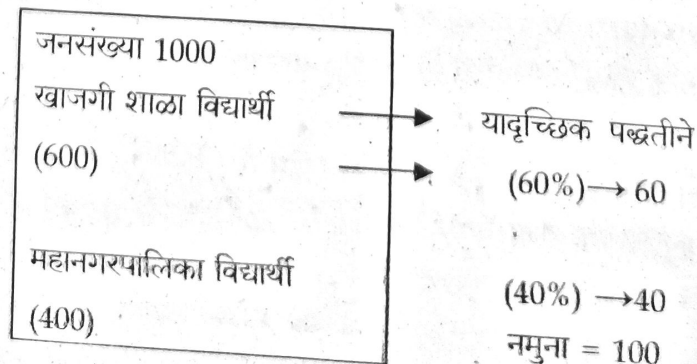 जनसंख्या 1000
खाजगी शाळा विद्यार्थी
(600)
महानगरपालिका विद्यार्थी
(400)
यादृच्छिक पद्धतीने
(60%)→ 60
(40%) →40
नमुना = 100